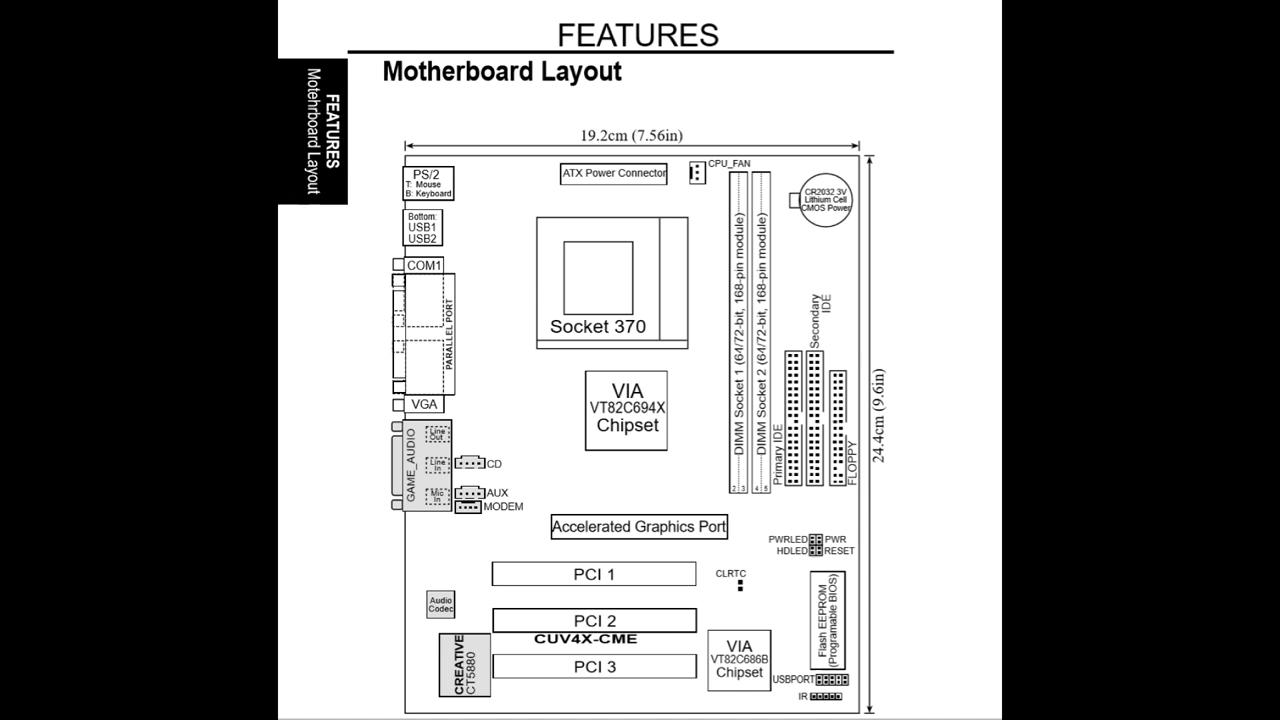 FEATURES
Motherboard Layout
FEATURES
Motehrboard Layout
19.2cm (7.56in)
PS/2
T: Mouse
B: Keyboard
ATX Power Connector
CPU_FAN
CR2032 3V
Lithium Cell
CMOS Power
Bottom:
USB1
USB2
COM1
PARALLEL PORT
Socket 370
DIMM Socket 1 (64/72-bit, 168-pin module)
DIMM Socket 2 (64/72-bit, 168-pin module)
2 3
4 5
Secondary
IDE
Primary IDE
FLOPPY
24.4cm (9.6in)
VIA
VT82C694X
Chipset
VGA
GAME_AUDIO
Line
Out
Line
In
Mic
In
CD
AUX
MODEM
Accelerated Graphics Port
PWRLED
PWR
HDLED
RESET
PCI 1
CLRTC
Flash EEPROM
(Programable BIOS)
Audio
Codec
PCI 2
CUV4X-CME
CREATIVE
CT5880
PCI 3
VIA
VT82C686B
Chipset
USBPORT
IR